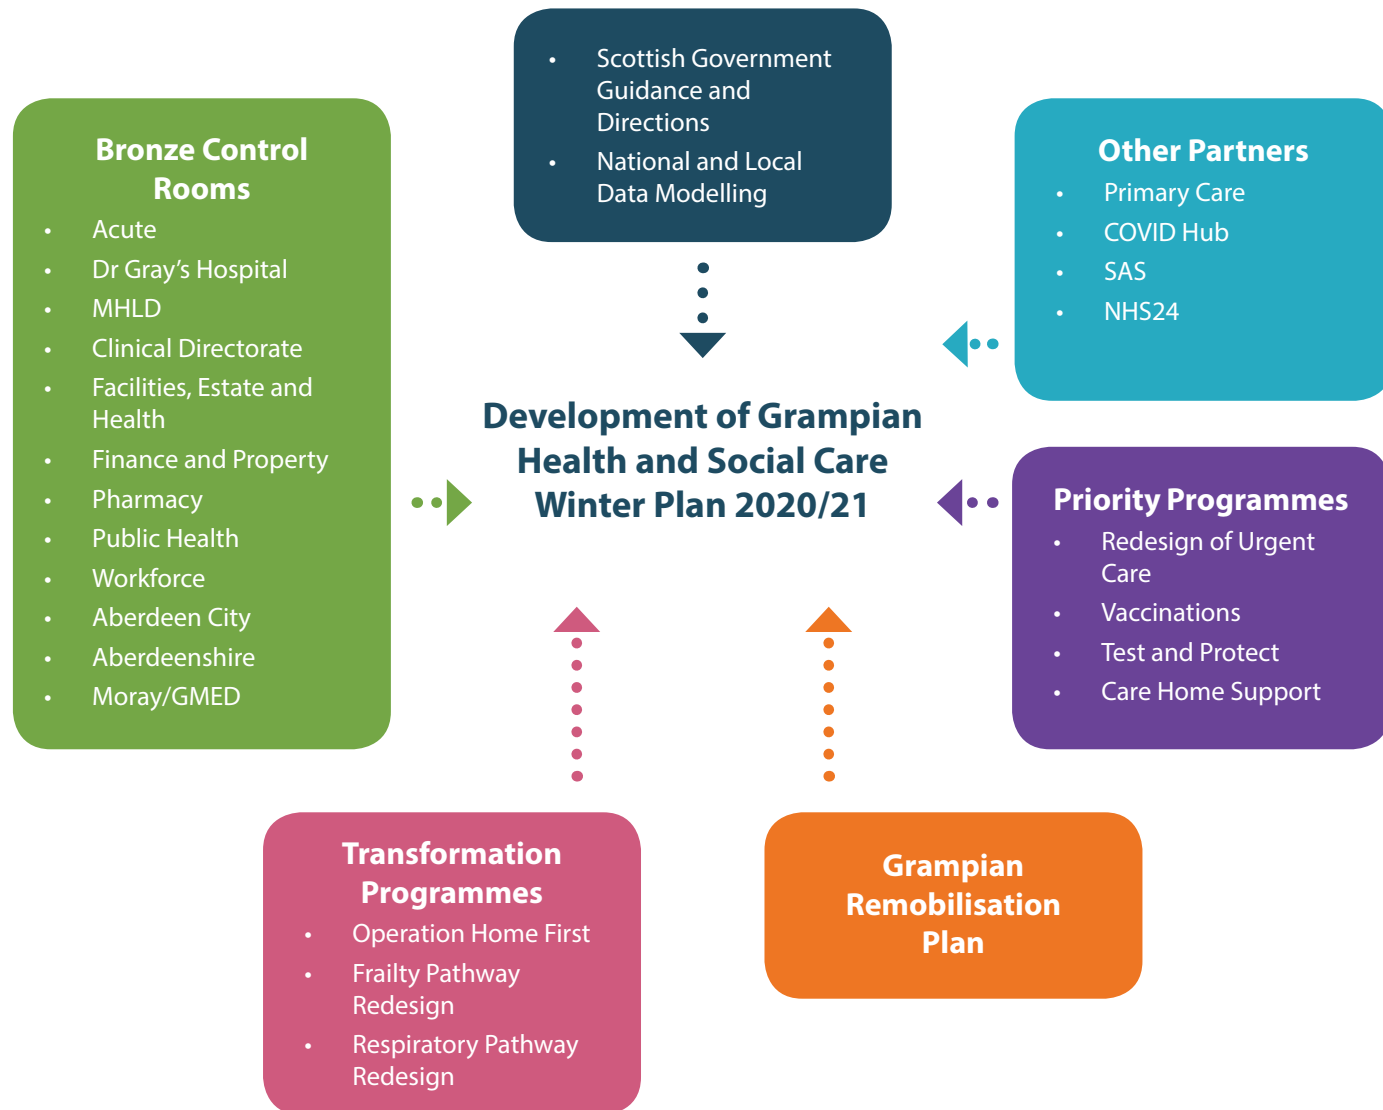 • Scottish Government
Guidance and
Directions
• National and Local
Data Modelling
Bronze Control
Rooms
• Acute
• Dr Gray’s Hospital
• MHLD
• Clinical Directorate
• Facilities, Estate and
Health
• Finance and Property
• Pharmacy
• Public Health
• Workforce
• Aberdeen City
• Aberdeenshire
• Moray/GMED
Other Partners
• Primary Care
• COVID Hub
• SAS
• NHS24
Development of Grampian
Health and Social Care
Winter Plan 2020/21
Priority Programmes
• Redesign of Urgent
Care
• Vaccinations
• Test and Protect
• Care Home Support
Transformation
Programmes
• Operation Home First
• Frailty Pathway
Redesign
• Respiratory Pathway
Redesign
Grampian
Remobilisation
Plan